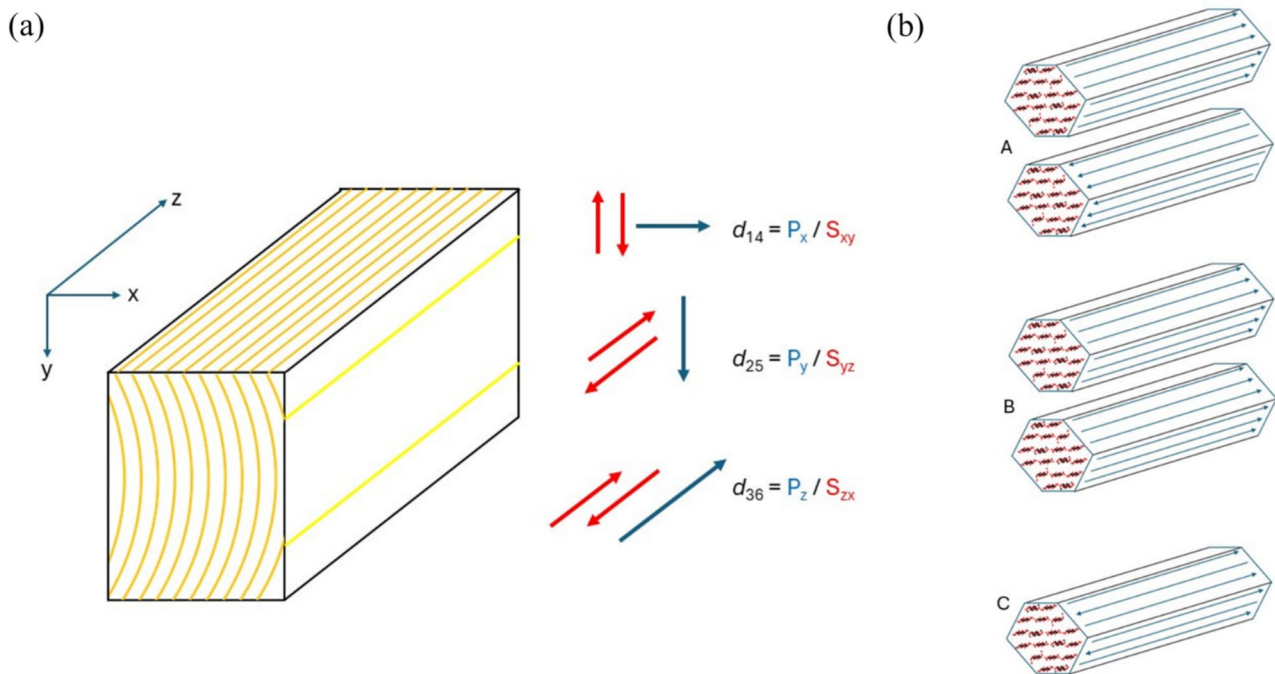 (a)
(b)
z
x
y
d14 = Px / Sxy
d25 = Py / Syz
d36 = Pz / Szx
A
B
C